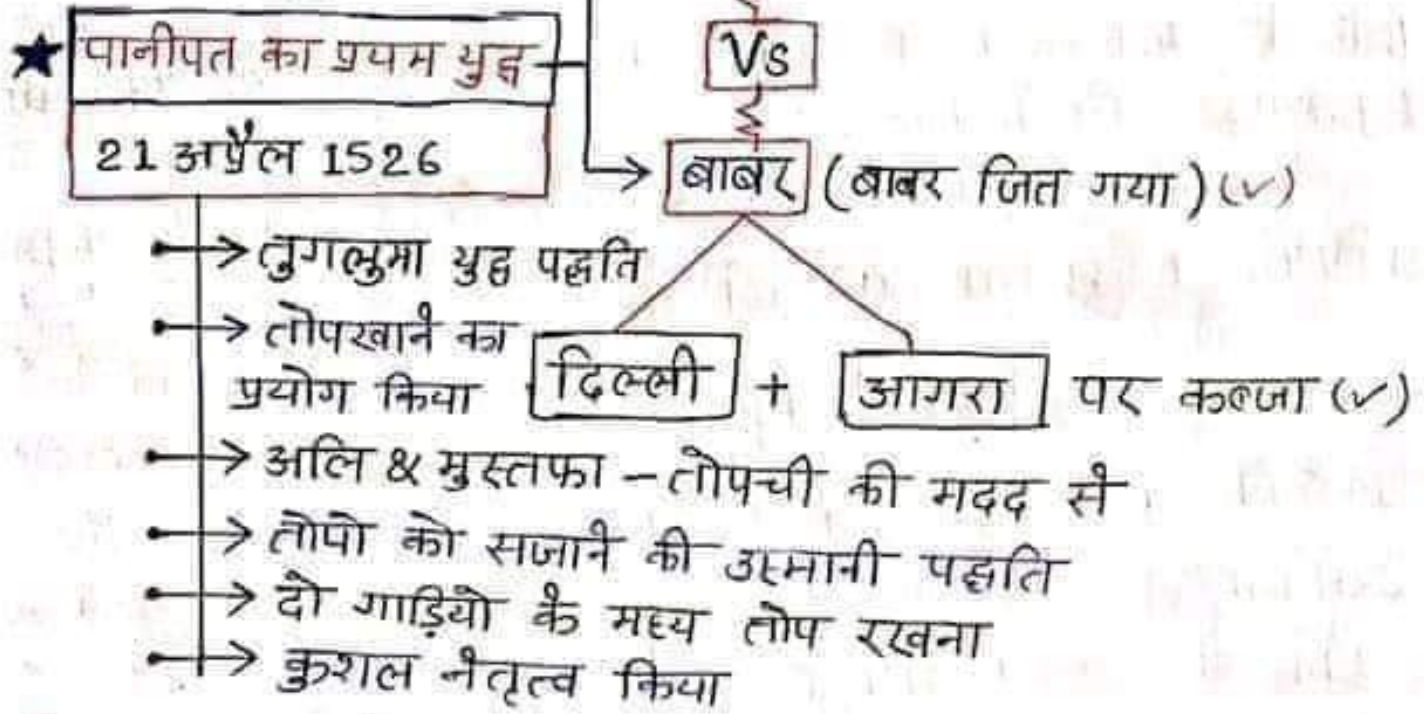 ★ पानीपत का प्रथम युद्ध
21 अप्रैल 1526
Vs
बाबर (बाबर जित गया) (✓)
→ तुगलुमा युद्ध पद्धति
→ तोपखाने का
प्रयोग किया
दिल्ली + आगरा पर कब्जा (✓)
→ अलि & मुस्तफा – तोपची की मदद से
→ तोपो को सजाने की उस्मानी पद्धति
→ दो गाड़ियो के मध्य तोप रखना
→ कुशल नेतृत्व किया